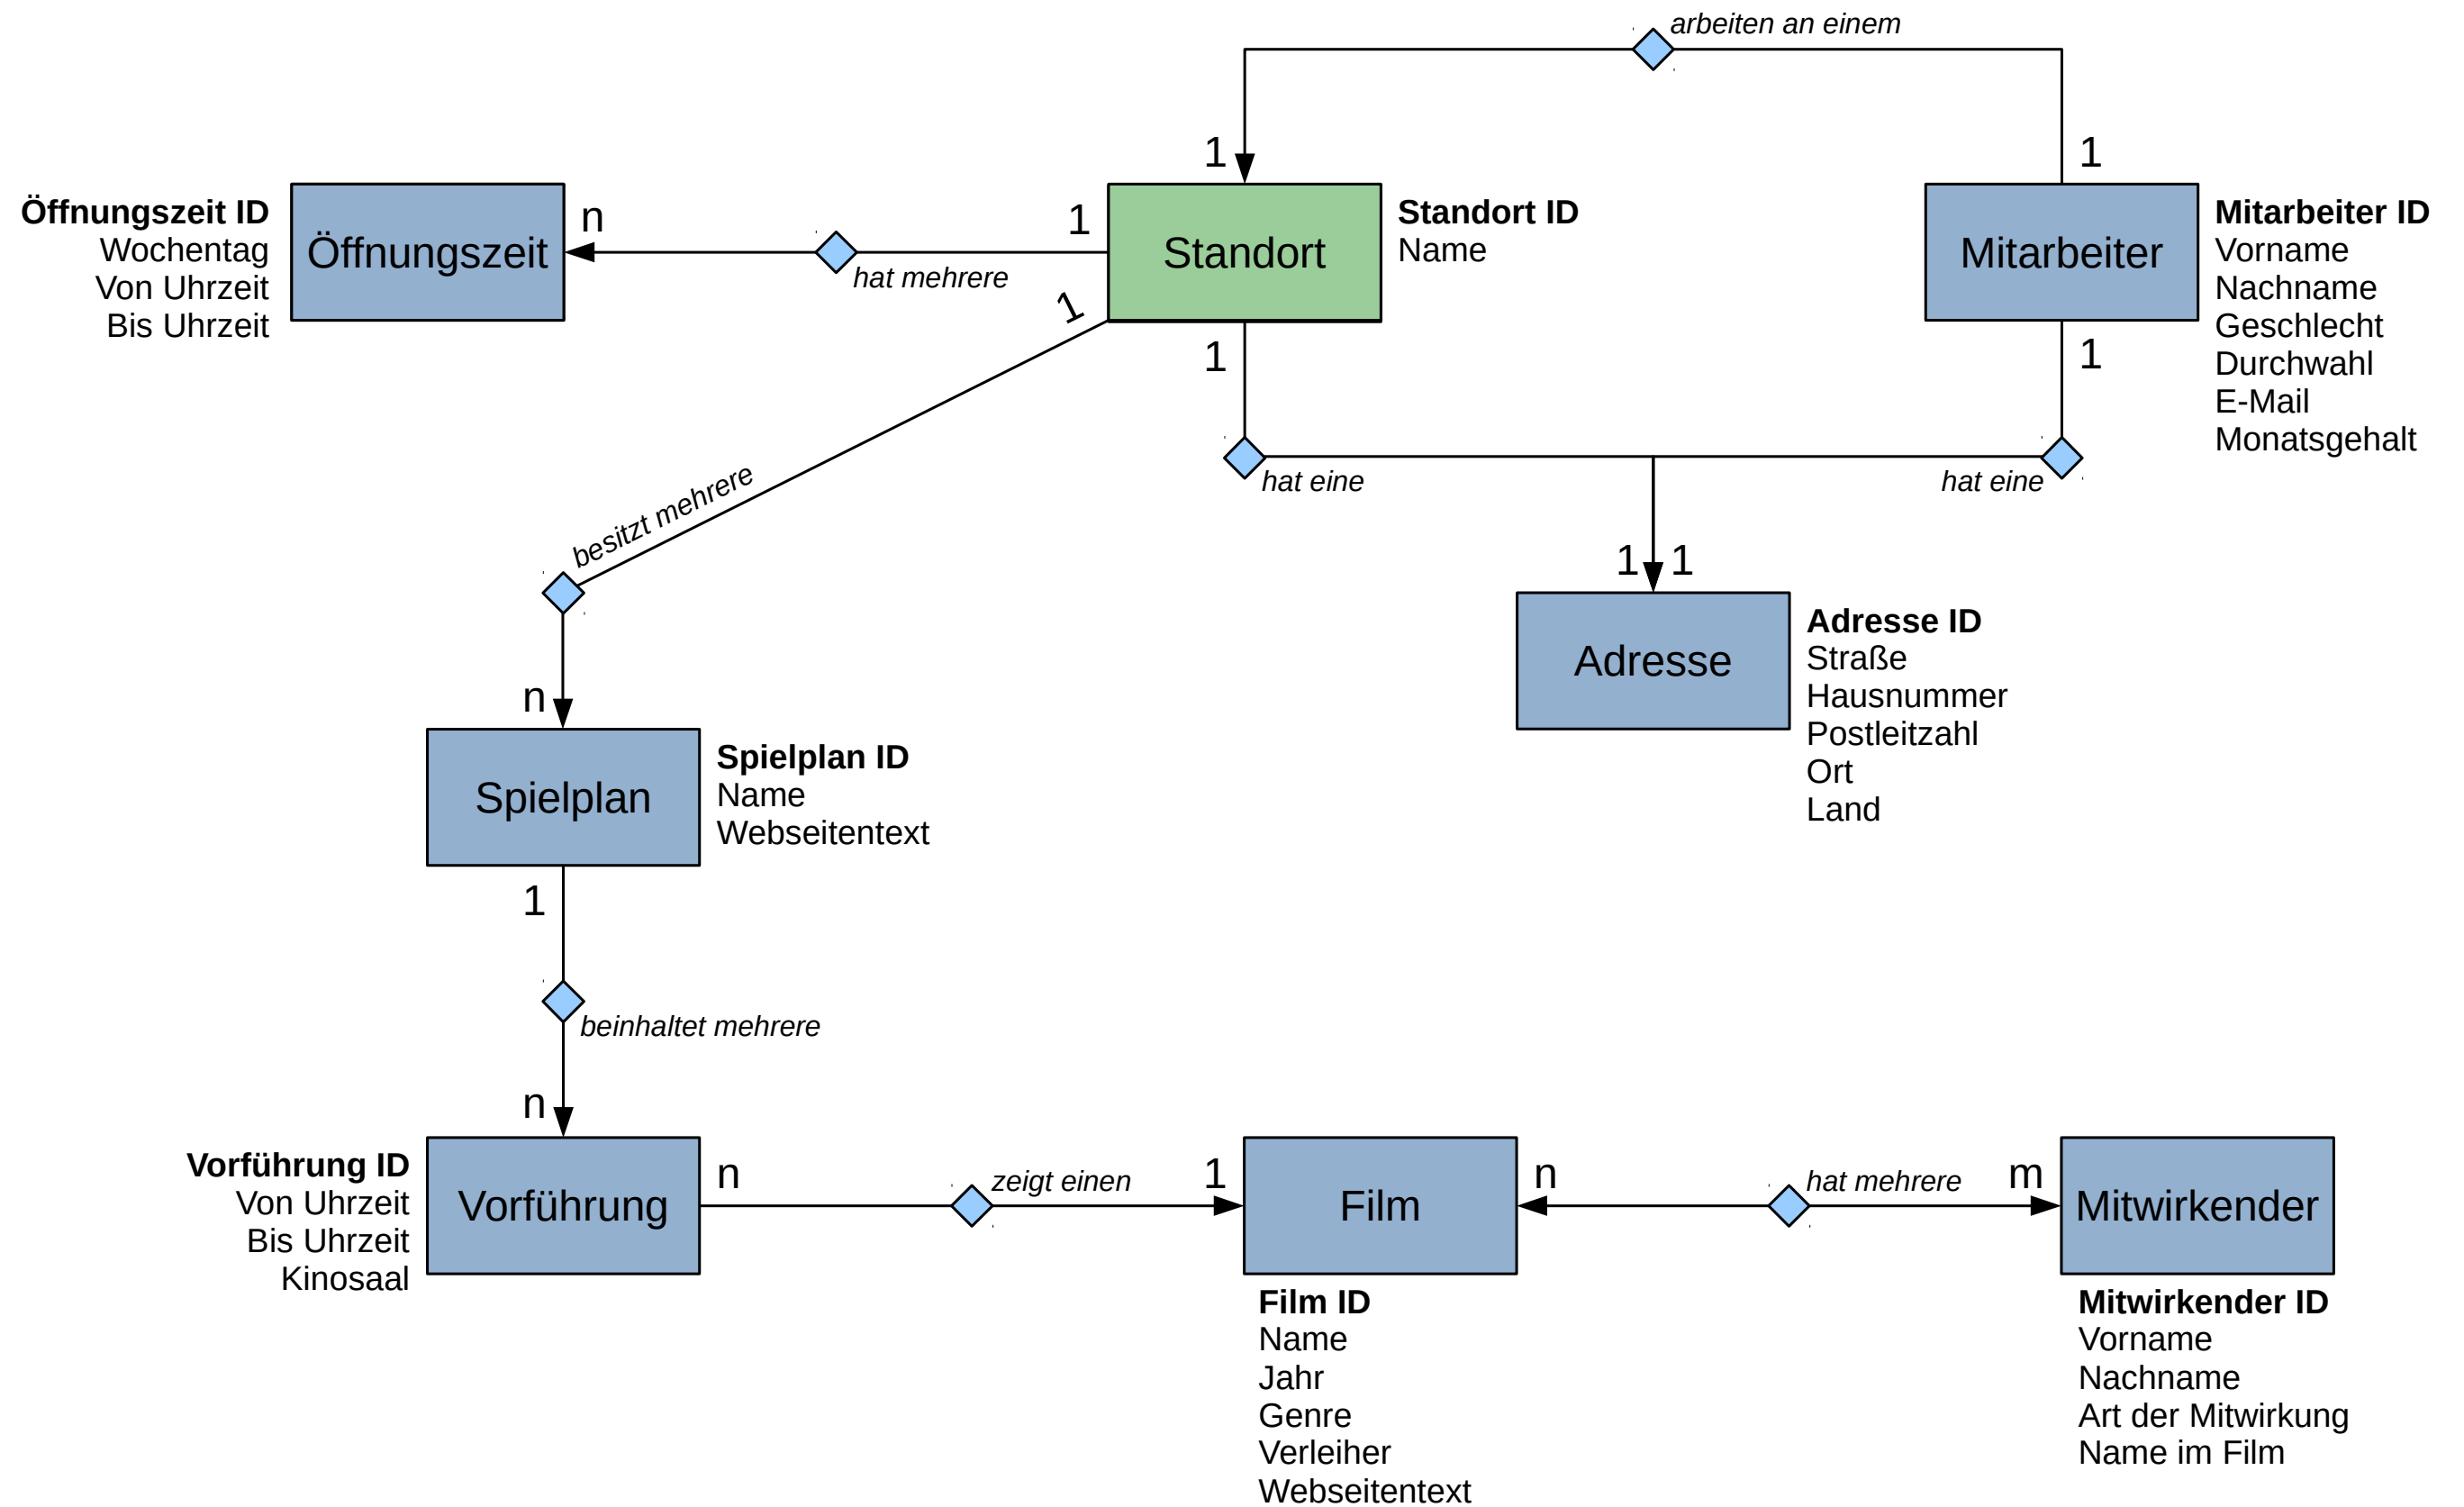 arbeiten an einem
1
1
Öffnungszeit ID
Wochentag
Von Uhrzeit
Bis Uhrzeit
Öffnungszeit
n
hat mehrere
1
Standort
Standort ID
Name
Mitarbeiter
Mitarbeiter ID
Vorname
Nachname
Geschlecht
Durchwahl
E-Mail
Monatsgehalt
1
1
1
hat eine
hat eine
besitzt mehrere
1
1
n
Adresse
Adresse ID
Straße
Hausnummer
Postleitzahl
Ort
Land
Spielplan
Spielplan ID
Name
Webseitentext
1
beinhaltet mehrere
n
Vorführung ID
Von Uhrzeit
Bis Uhrzeit
Kinosaal
Vorführung
n
zeigt einen
1
Film
n
hat mehrere
m
Mitwirkender
Film ID
Name
Jahr
Genre
Verleiher
Webseitentext
Mitwirkender ID
Vorname
Nachname
Art der Mitwirkung
Name im Film